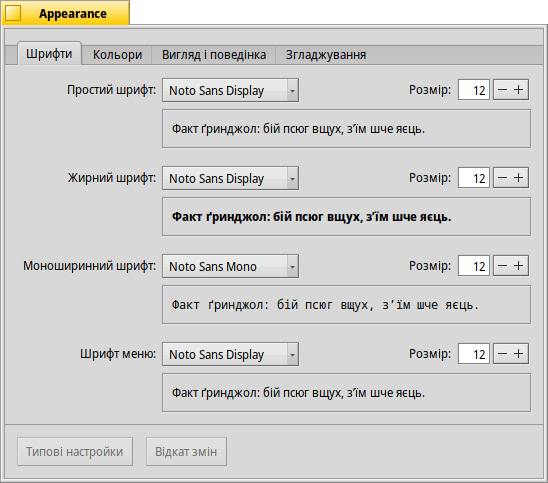 Appearance
Шрифти Кольори Вигляд і поведінка Згладжування
Простий шрифт: Noto Sans Display Розмір: 12
Факт ґринджол: бій псюг вщух, з’їм шче яєць.
Жирний шрифт: Noto Sans Display Розмір: 12
Факт ґринджол: бій псюг вщух, з’їм шче яєць.
Моноширинний шрифт: Noto Sans Mono Розмір: 12
Факт ґринджол: бій псюг вщух, з’їм шче яєць.
Шрифт меню: Noto Sans Display Розмір: 12
Факт ґринджол: бій псюг вщух, з’їм шче яєць.
Типові настройки Відкат змін